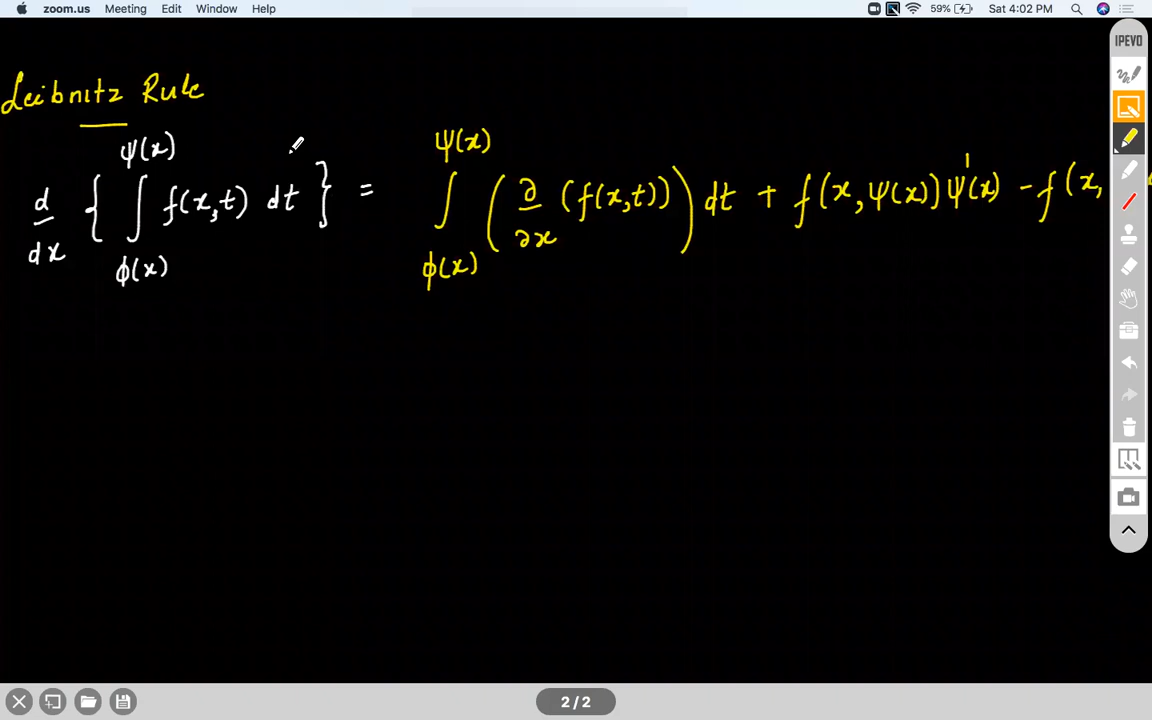 zoom.us Meeting Edit Window Help 59% Sat 4:02 PM
IPEVO
Leibnitz Rule
d/dx { ∫_{ϕ(x)}^{ψ(x)} f(x,t) dt } = ∫_{ϕ(x)}^{ψ(x)} ( ∂/∂x (f(x,t)) ) dt + f(x,ψ(x)) ψ'(x) - f(x,
2/2